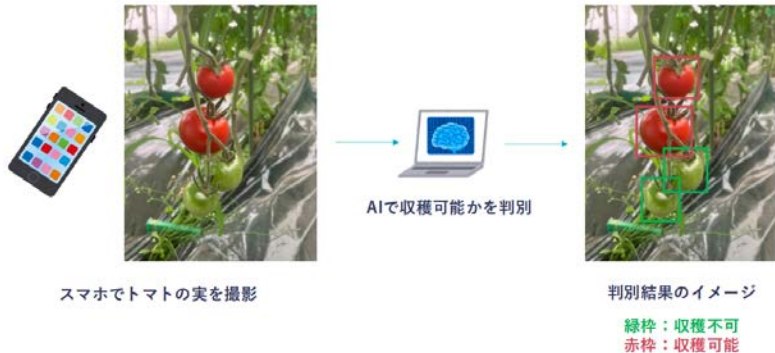 AIで収穫可能かを判別
スマホでトマトの実を撮影
判別結果のイメージ
緑枠：収穫不可
赤枠：収穫可能